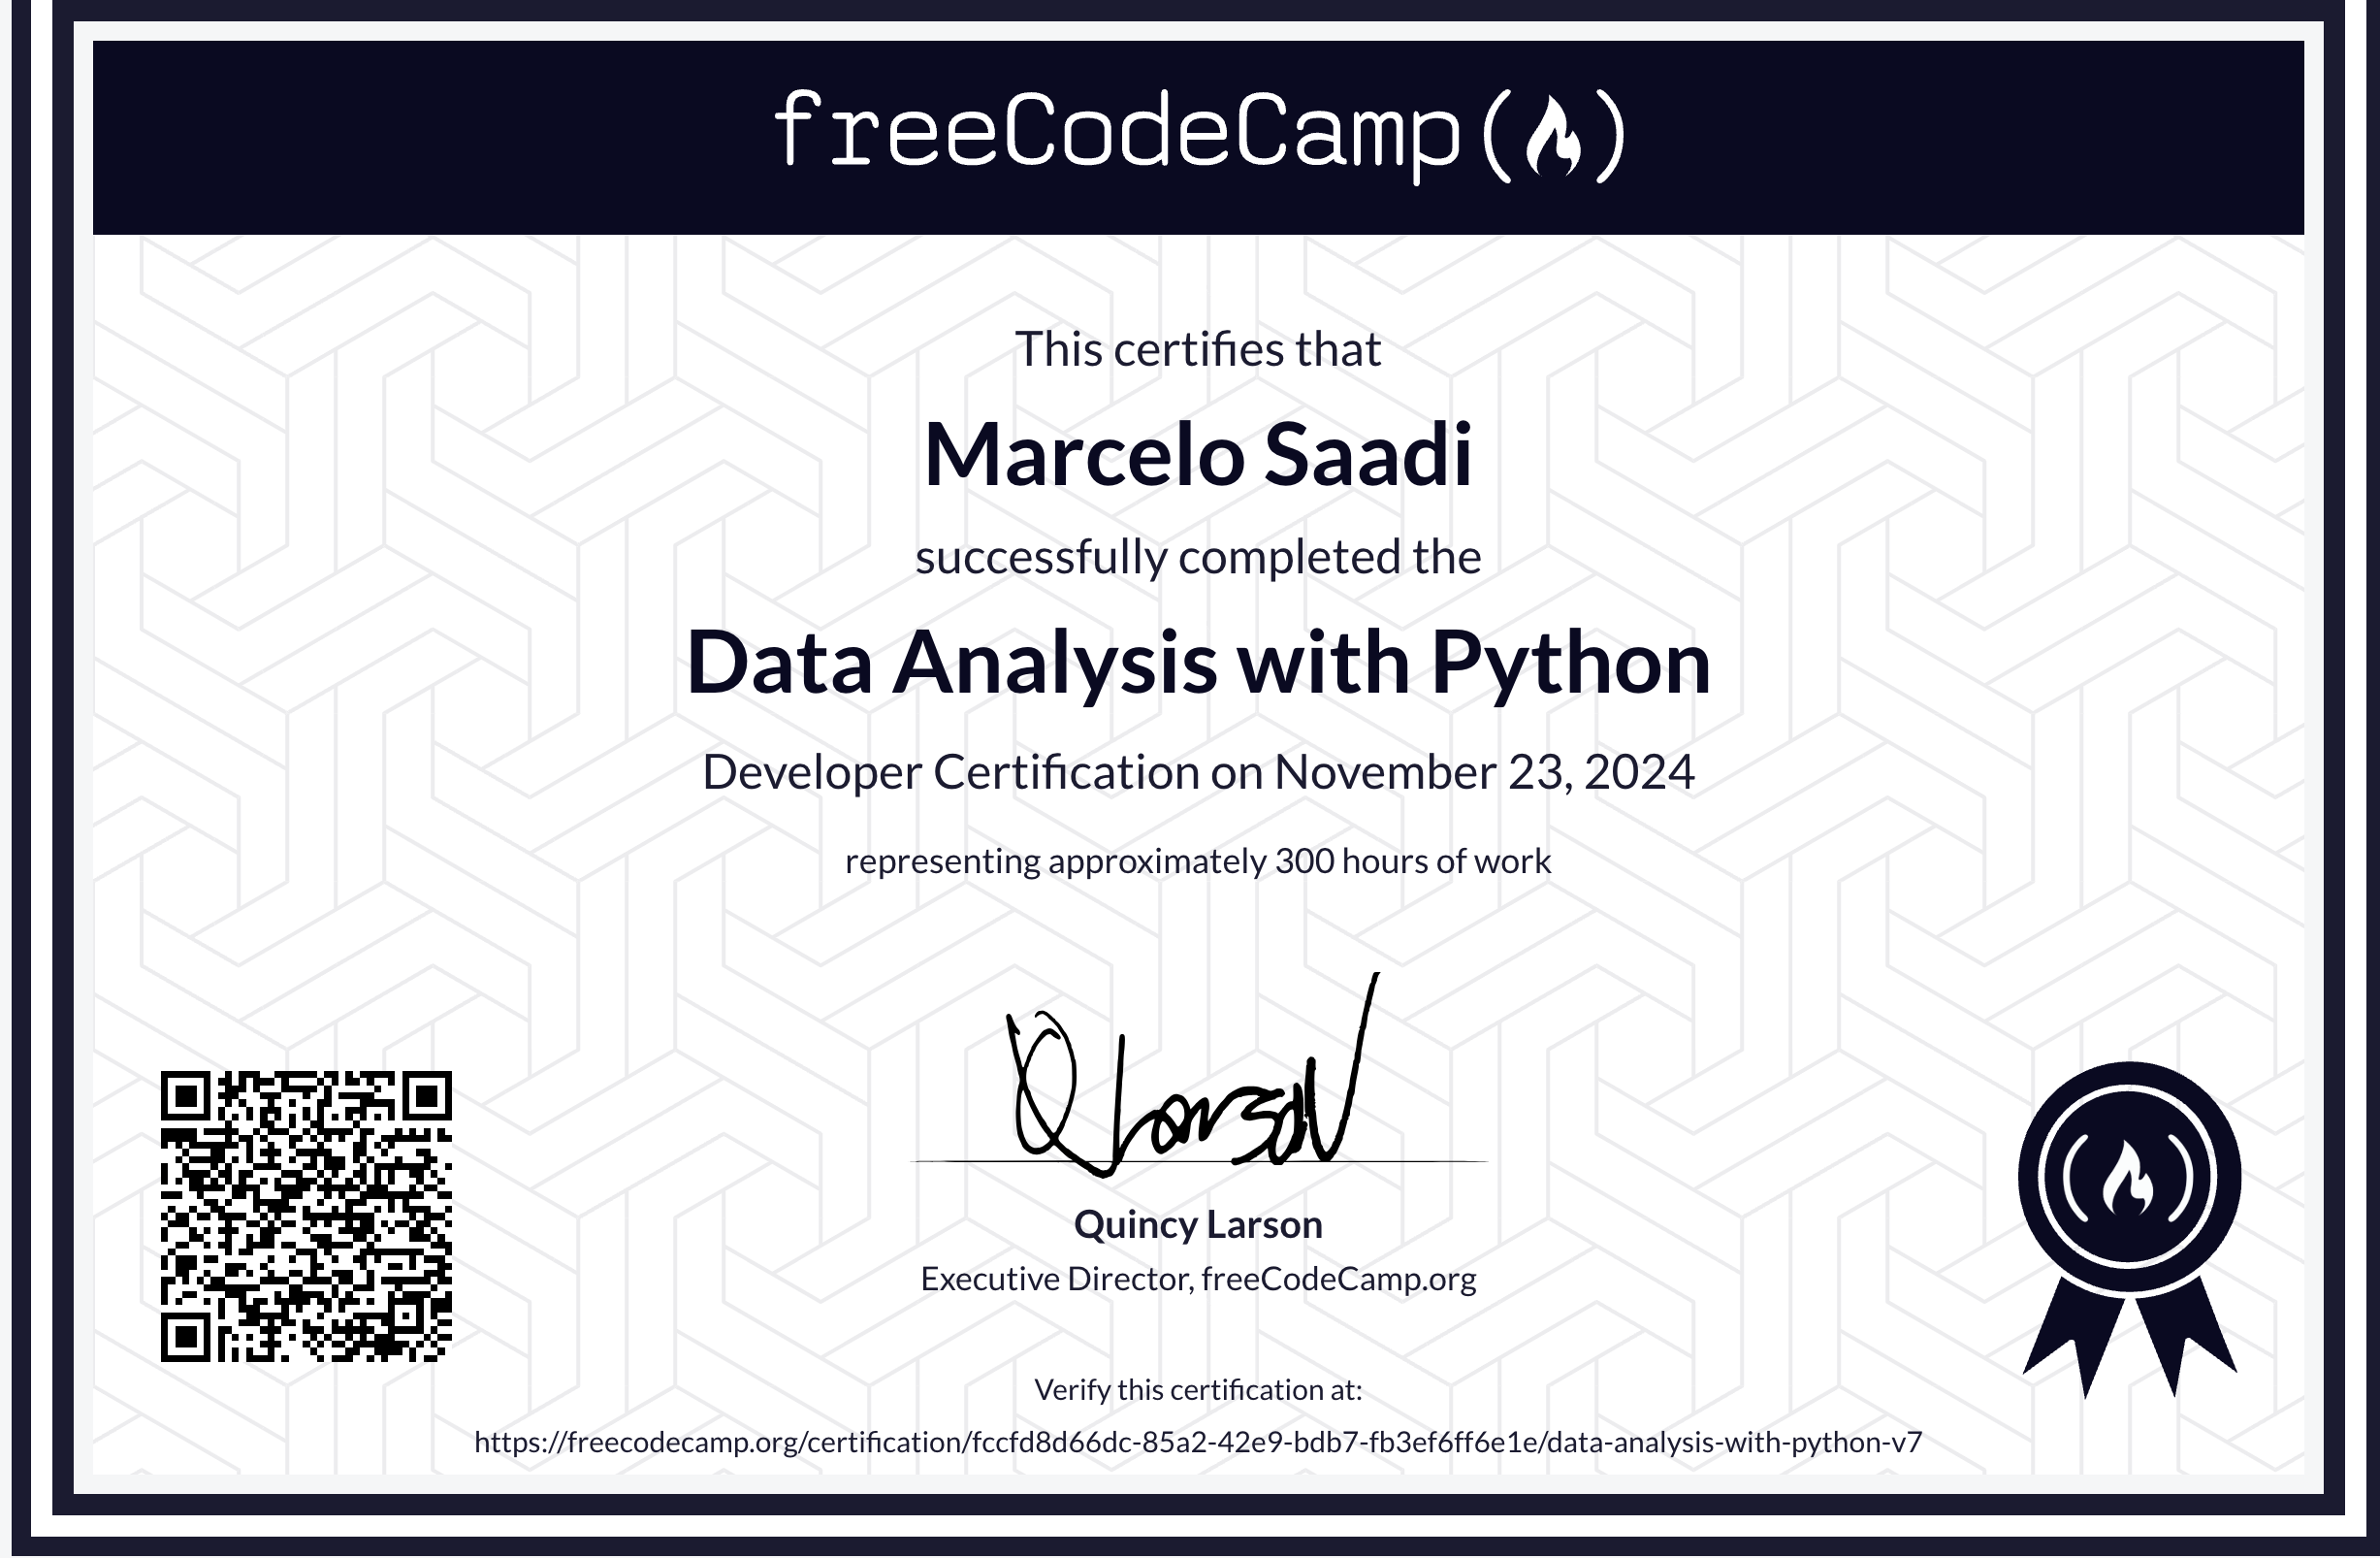 freeCodeCamp
This certifies that
Marcelo Saadi
successfully completed the
Data Analysis with Python
Developer Certification on November 23, 2024
representing approximately 300 hours of work
Quincy Larson
Executive Director, freeCodeCamp.org
Verify this certification at:
https://freecodecamp.org/certification/fccfd8d66dc-85a2-42e9-bdb7-fb3ef6ff6e1e/data-analysis-with-python-v7